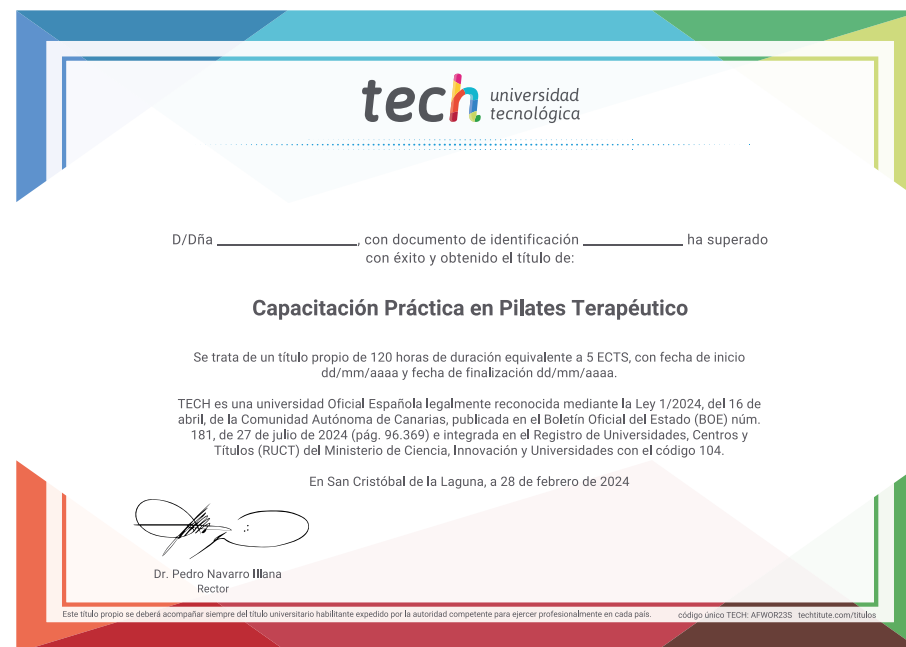 tech universidad
tecnológica
D/Dña ______________, con documento de identificación __________ ha superado
con éxito y obtenido el título de:
Capacitación Práctica en Pilates Terapéutico
Se trata de un título propio de 120 horas de duración equivalente a 5 ECTS, con fecha de inicio
dd/mm/aaaa y fecha de finalización dd/mm/aaaa.
TECH es una universidad Oficial Española legalmente reconocida mediante la Ley 1/2024, del 16 de
abril, de la Comunidad Autónoma de Canarias, publicada en el Boletín Oficial del Estado (BOE) núm.
181, de 27 de julio de 2024 (pág. 96.369) e integrada en el Registro de Universidades, Centros y
Títulos (RUCT) del Ministerio de Ciencia, Innovación y Universidades con el código 104.
En San Cristóbal de la Laguna, a 28 de febrero de 2024
Dr. Pedro Navarro Illana
Rector
Este título propio se deberá acompañar siempre del título universitario habilitante expedido por la autoridad competente para ejercer profesionalmente en cada país.
código único TECH: AFWOR23S techtitute.com/titulos